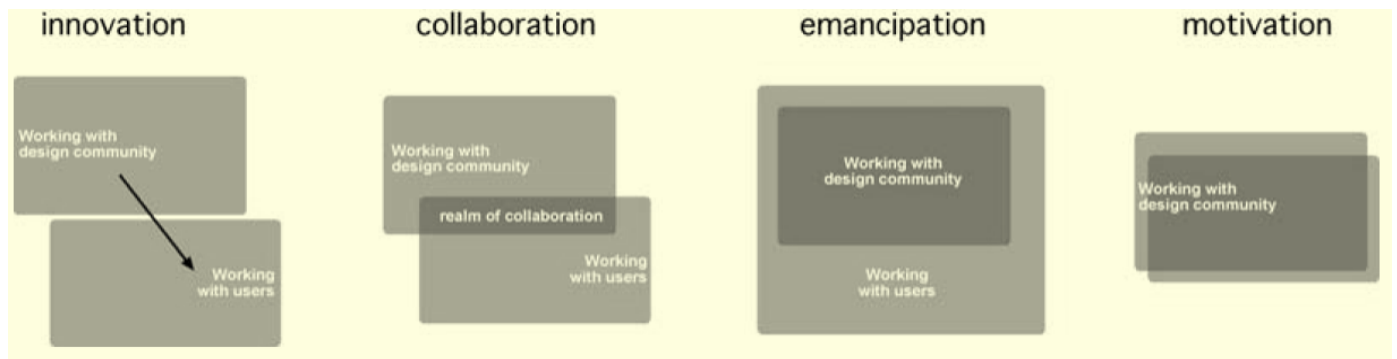 innovation
collaboration
emancipation
motivation
Working with
design community
Working
with users
Working with
design community
realm of collaboration
Working
with users
Working with
design community
Working
with users
Working with
design community